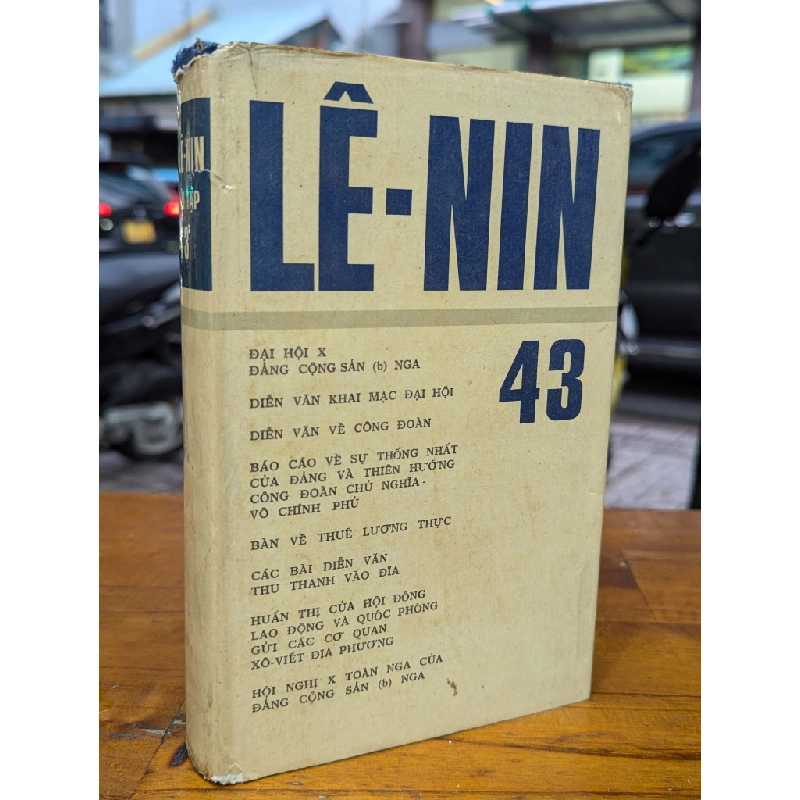 LÊ-NIN
43
ĐẠI HỘI X
ĐẢNG CỘNG SẢN (b) NGA
DIỄN VĂN KHAI MẠC ĐẠI HỘI
DIỄN VĂN VỀ CÔNG ĐOÀN
BÁO CÁO VỀ SỰ THỐNG NHẤT
CỦA ĐẢNG VÀ THIÊN HƯỚNG
CÔNG ĐOÀN CHỦ NGHĨA -
VÔ CHÍNH PHỦ
BÀN VỀ THUẾ LƯƠNG THỰC
CÁC BÀI DIỄN VĂN
THU THANH VÀO ĐĨA
HUẤN THỊ CỦA HỘI ĐỒNG
LAO ĐỘNG VÀ QUỐC PHÒNG
GỬI CÁC CƠ QUAN
XÔ-VIẾT ĐỊA PHƯƠNG
HỘI NGHỊ X TOÀN NGA CỦA
ĐẢNG CỘNG SẢN (b) NGA